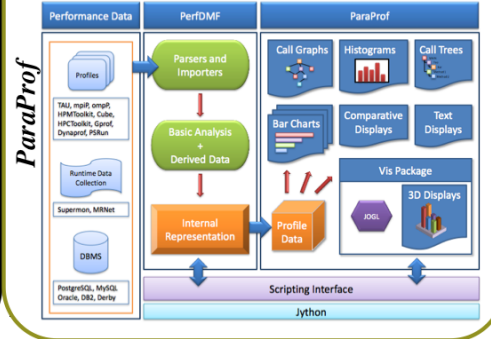 ParaProf
Performance Data
PerfDMF
ParaProf
Profiles
TAU, mpiP, ompP,
HPMToolkit, Cube,
HPCToolkit, Gprof,
Dynaprof, PSRun
Runtime Data
Collection
Supermon, MRNet
DBMS
PostgreSQL, MySQL
Oracle, DB2, Derby
Parsers and
Importers
Basic Analysis
+
Derived Data
Internal
Representation
Call Graphs
Histograms
Call Trees
Bar Charts
Comparative
Displays
Text
Displays
Vis Package
JOGL
3D Displays
Profile
Data
Scripting Interface
Jython